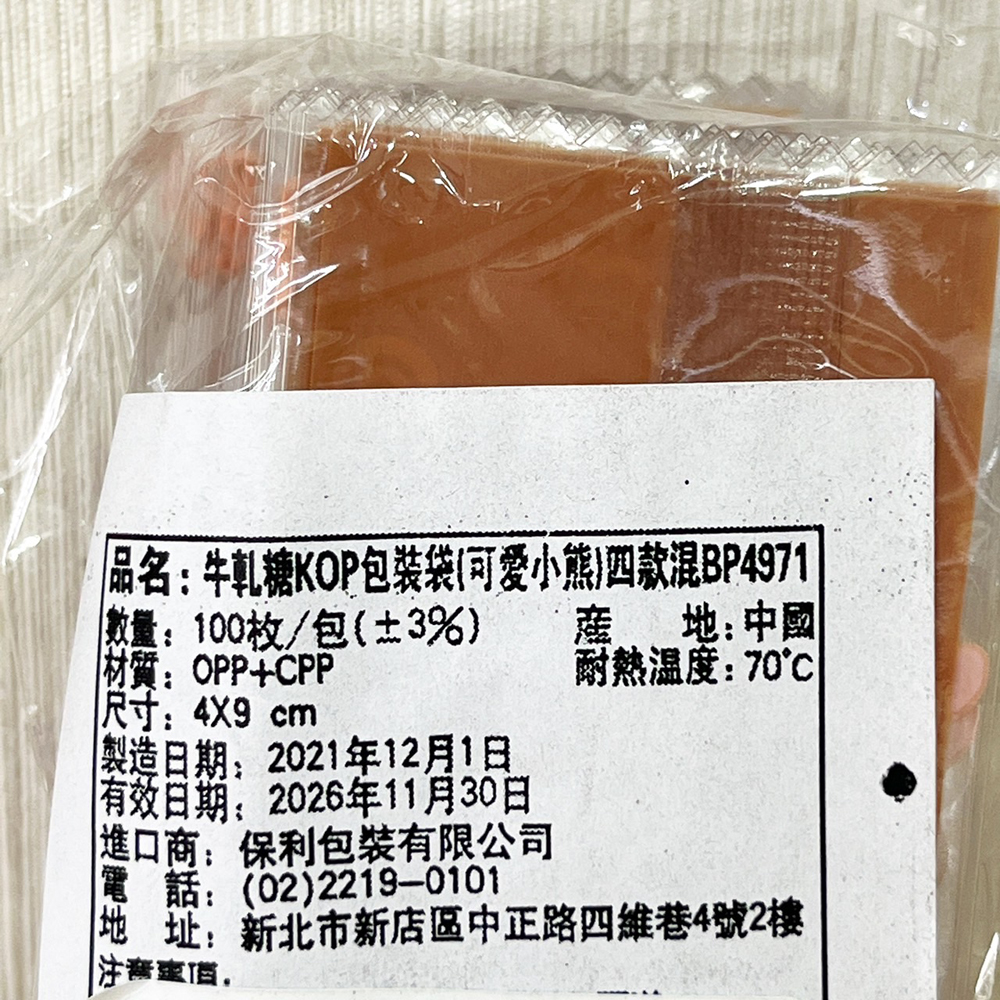 品名：牛軋糖KOP包裝袋(可愛小熊)四款混BP4971
數量：100枚/包(±3%) 産 地：中國
材質：OPP+CPP 耐熱溫度：70°C
尺寸：4X9 cm
製造日期：2021年12月1日
有效日期：2026年11月30日
進口商：保利包裝有限公司
電 話：(02)2219-0101
地 址：新北市新店區中正路四維巷4號2樓
注意事項：